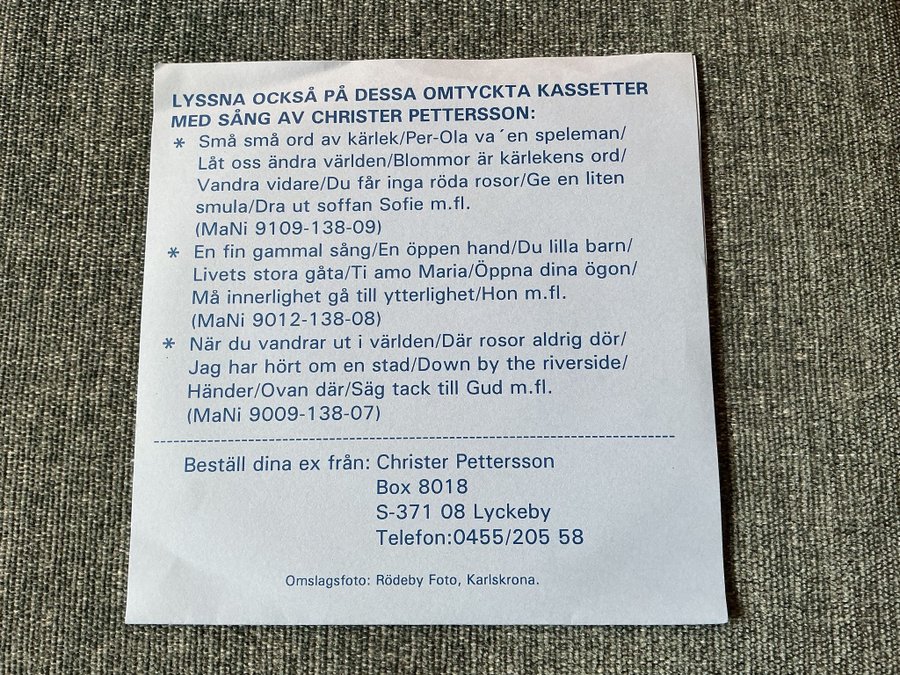 LYSSNA OCKSÅ PÅ DESSA OMTYCKTA KASSETTER
MED SÅNG AV CHRISTER PETTERSSON:
* Små små ord av kärlek/Per-Ola va´en speleman/
Låt oss ändra världen/Blommor är kärlekens ord/
Vandra vidare/Du får inga röda rosor/Ge en liten
smula/Dra ut soffan Sofie m.fl.
(MaNi 9109-138-09)
* En fin gammal sång/En öppen hand/Du lilla barn/
Livets stora gåta/Ti amo Maria/Öppna dina ögon/
Må innerlighet gå till ytterlighet/Hon m.fl.
(MaNi 9012-138-08)
* När du vandrar ut i världen/Där rosor aldrig dör/
Jag har hört om en stad/Down by the riverside/
Händer/Ovan där/Säg tack till Gud m.fl.
(MaNi 9009-138-07)
Beställ dina ex från: Christer Pettersson
Box 8018
S-371 08 Lyckeby
Telefon:0455/205 58
Omslagsfoto: Rödeby Foto, Karlskrona.